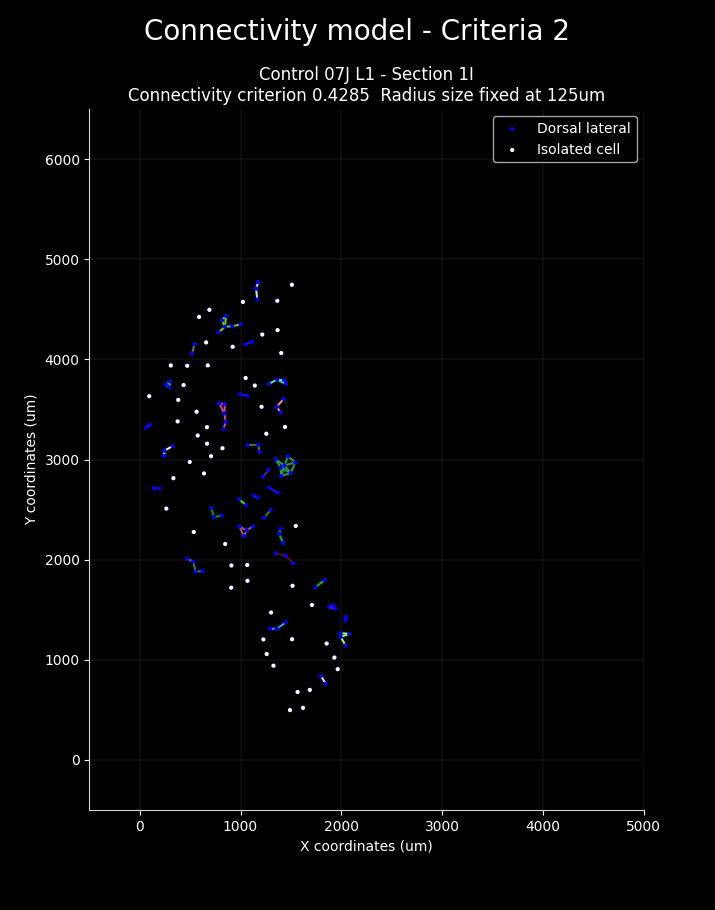 Connectivity model - Criteria 2
Control 07J L1 - Section 1I
Connectivity criterion 0.4285  Radius size fixed at 125um
Dorsal lateral
Isolated cell
6000
5000
4000
3000
2000
1000
0
Y coordinates (um)
0 1000 2000 3000 4000 5000
X coordinates (um)